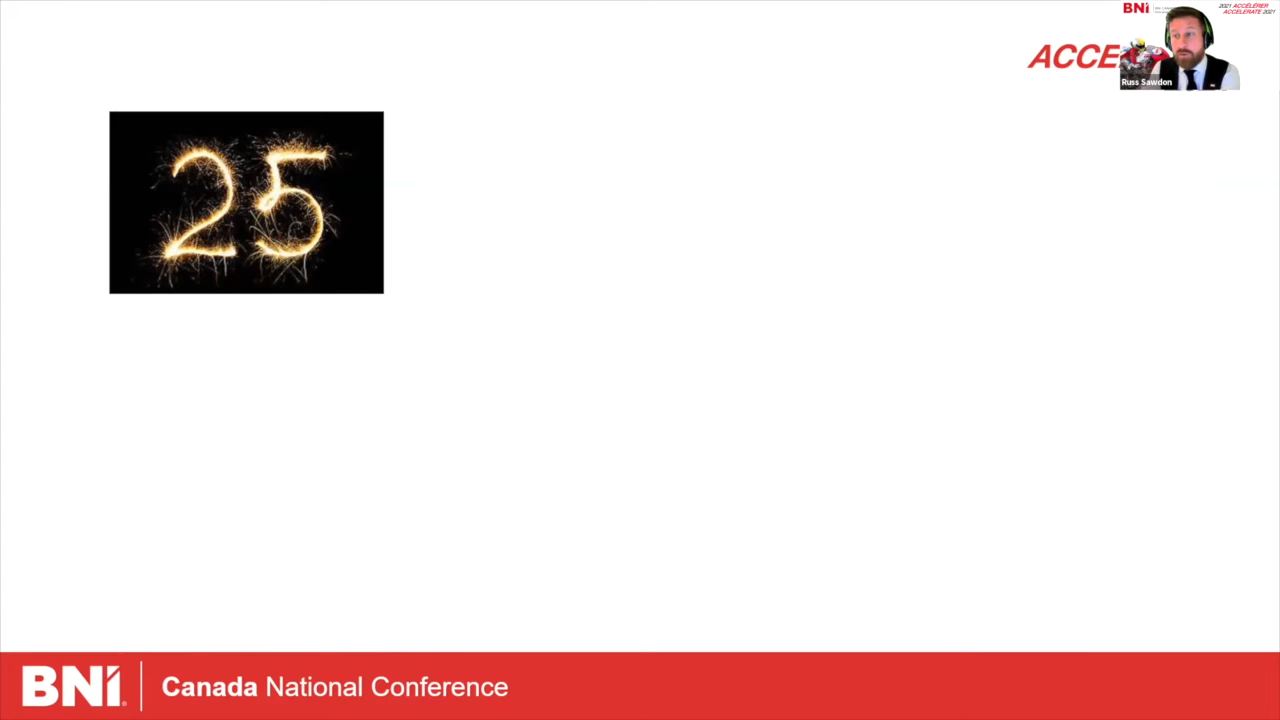 BNI
2021 ACCÉLÉRER
ACCELERATE 2021
ACCE
Russ Sawdon
25
BNI® Canada National Conference